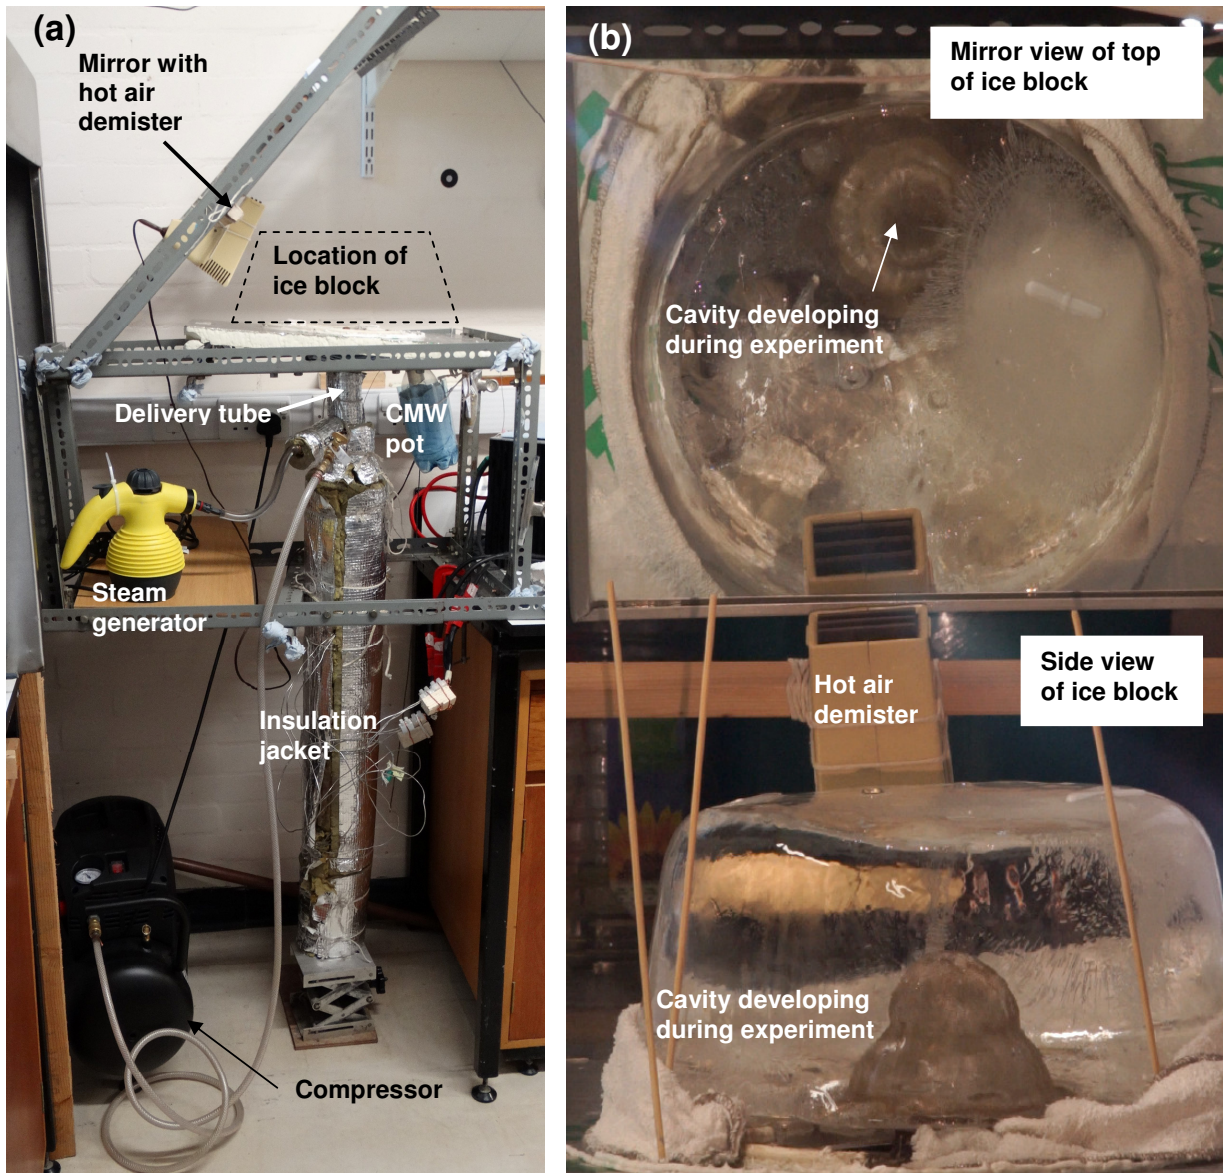 (a)
Mirror with
hot air
demister
Location of
ice block
Delivery tube
CMW
pot
Steam
generator
Insulation
jacket
Compressor
(b)
Mirror view of top
of ice block
Cavity developing
during experiment
Hot air
demister
Side view
of ice block
Cavity developing
during experiment